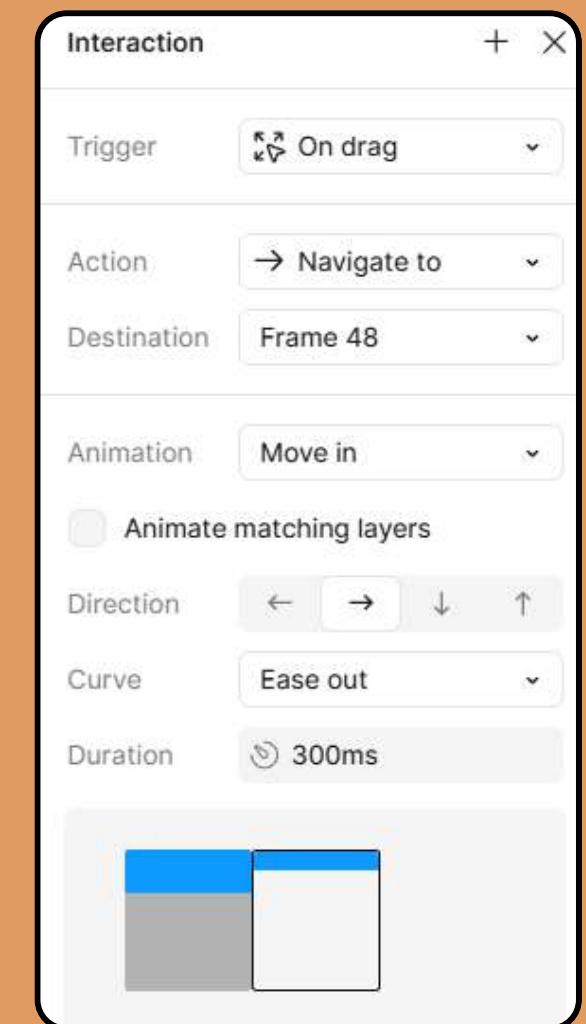 Interaction
Trigger On drag
Action → Navigate to
Destination Frame 48
Animation Move in
Animate matching layers
Direction ← → ↓ ↑
Curve Ease out
Duration 300ms